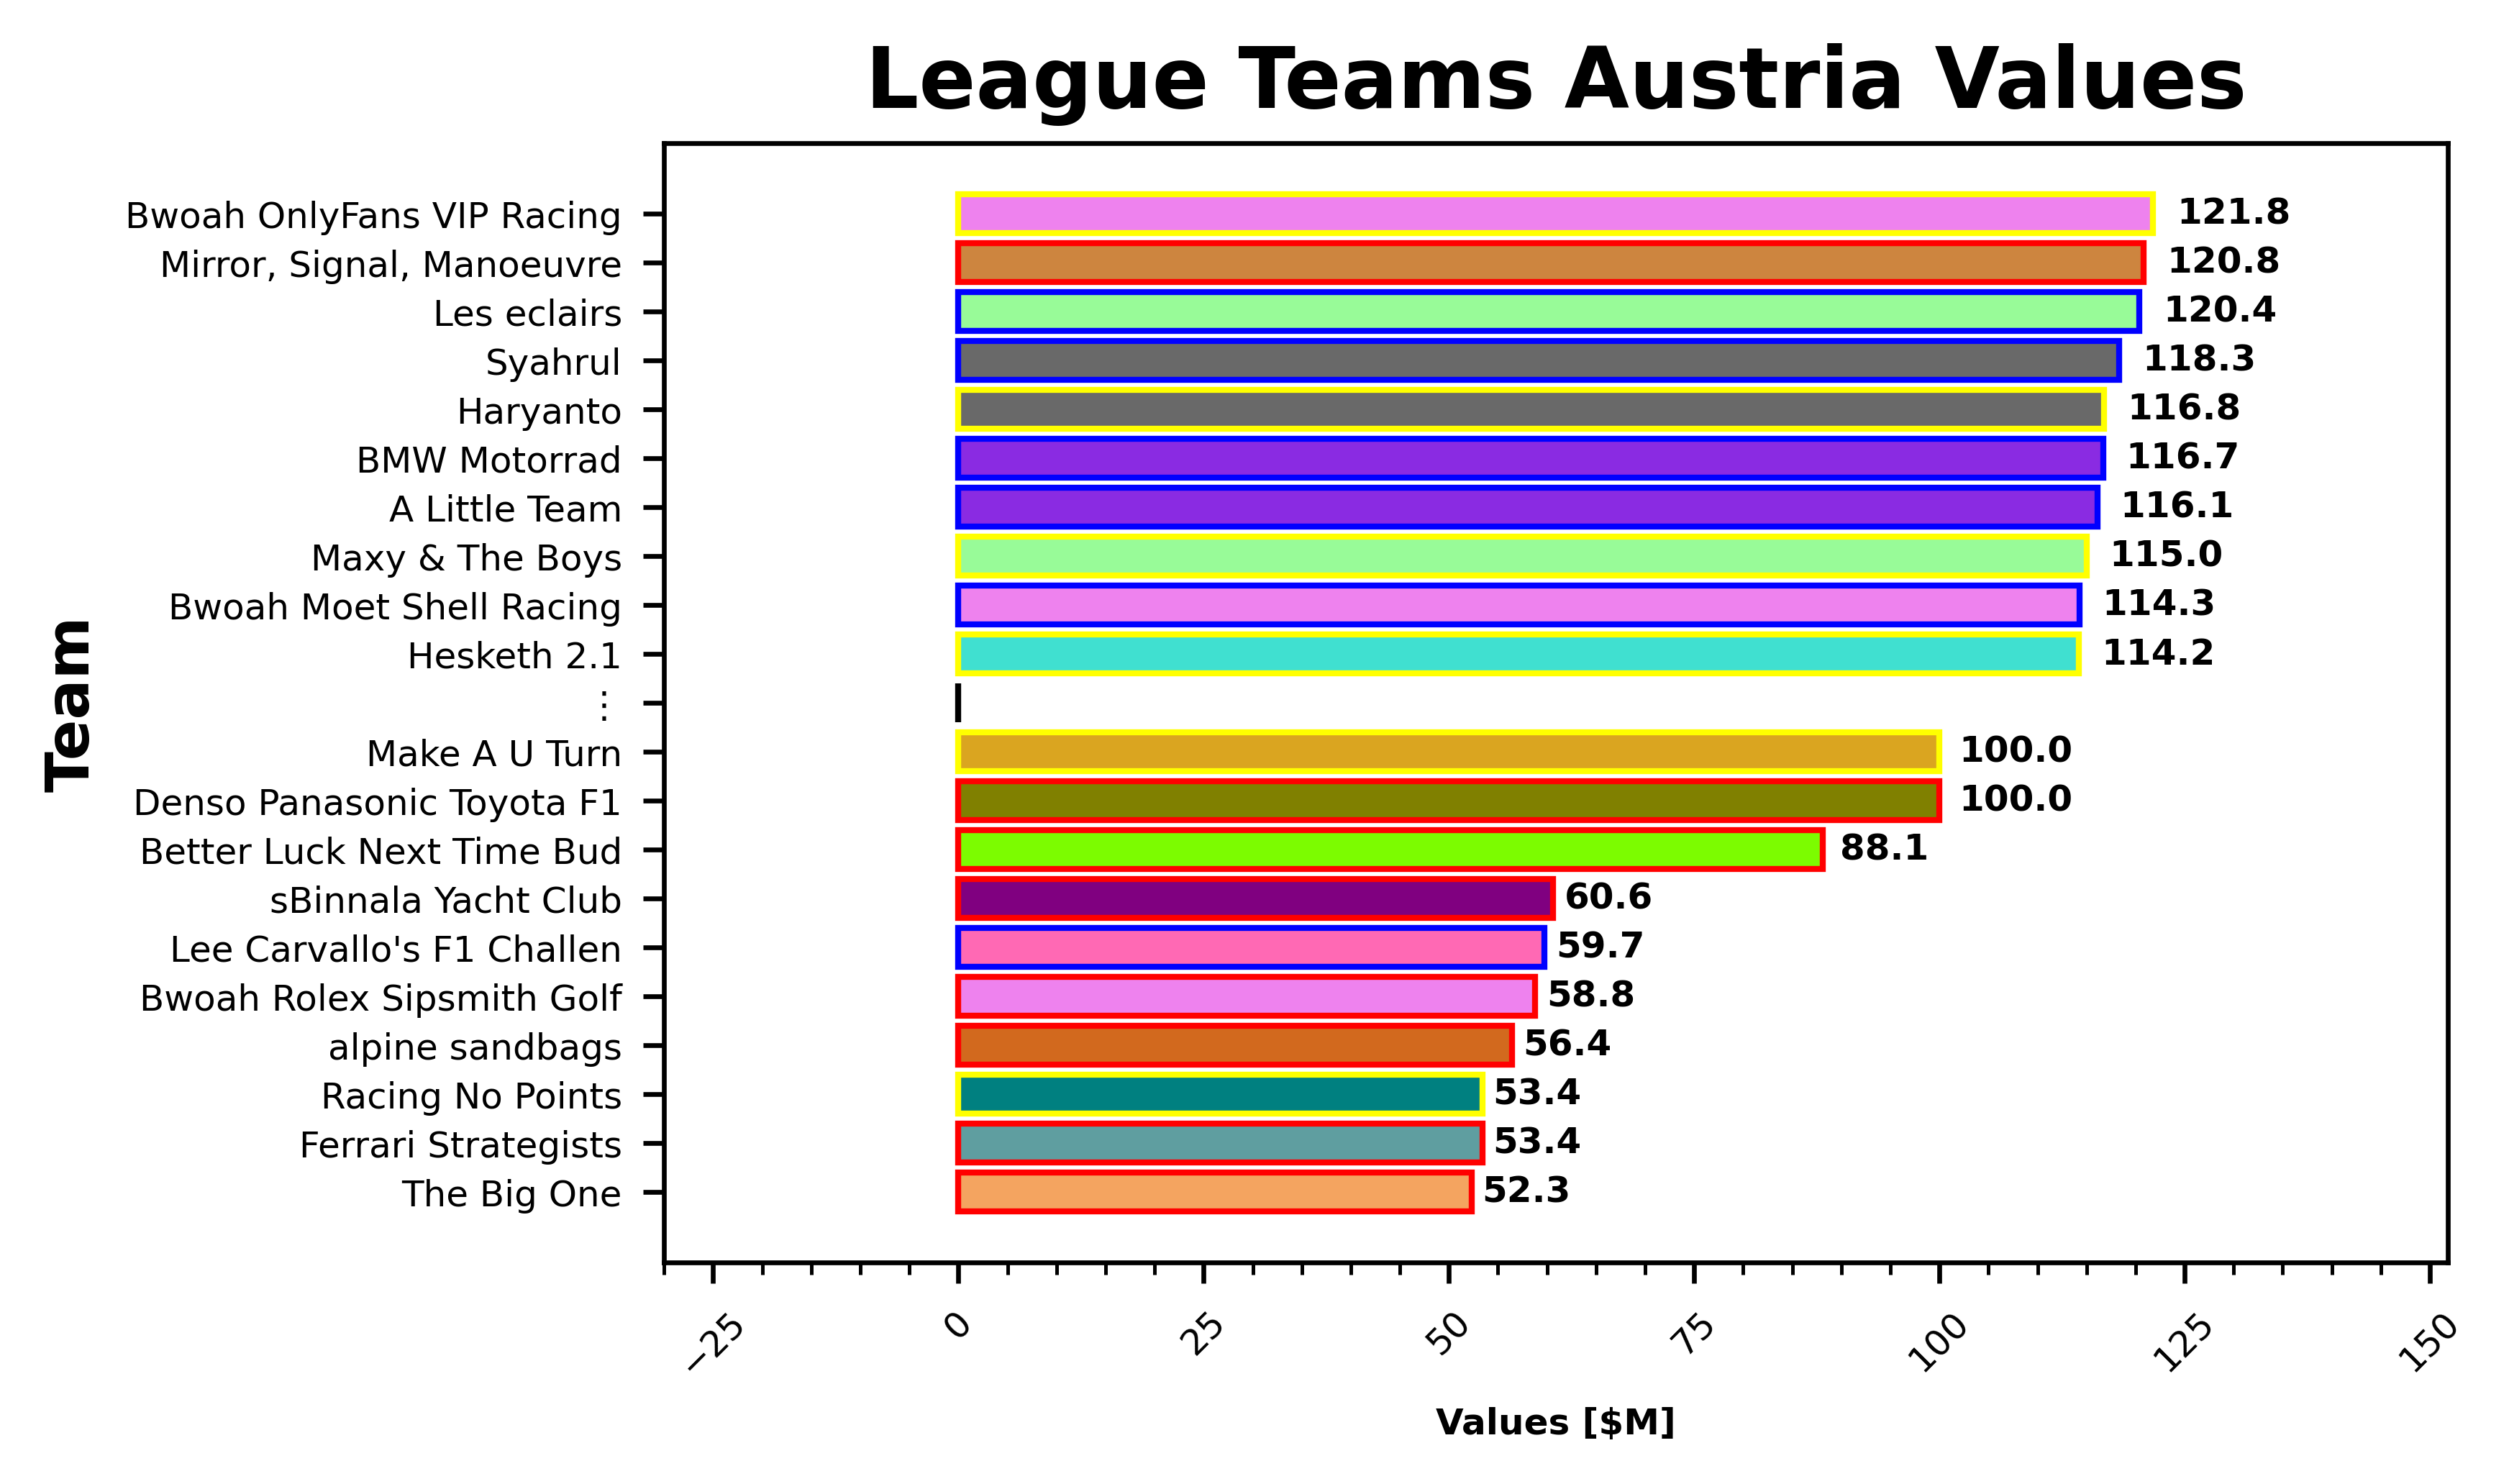 League Teams Austria Values
Team
Bwoah OnlyFans VIP Racing 121.8
Mirror, Signal, Manoeuvre 120.8
Les eclairs 120.4
Syahrul 118.3
Haryanto 116.8
BMW Motorrad 116.7
A Little Team 116.1
Maxy & The Boys 115.0
Bwoah Moet Shell Racing 114.3
Hesketh 2.1 114.2
⋮
Make A U Turn 100.0
Denso Panasonic Toyota F1 100.0
Better Luck Next Time Bud 88.1
sBinnala Yacht Club 60.6
Lee Carvallo's F1 Challen 59.7
Bwoah Rolex Sipsmith Golf 58.8
alpine sandbags 56.4
Racing No Points 53.4
Ferrari Strategists 53.4
The Big One 52.3
−25 0 25 50 75 100 125 150
Values [$M]